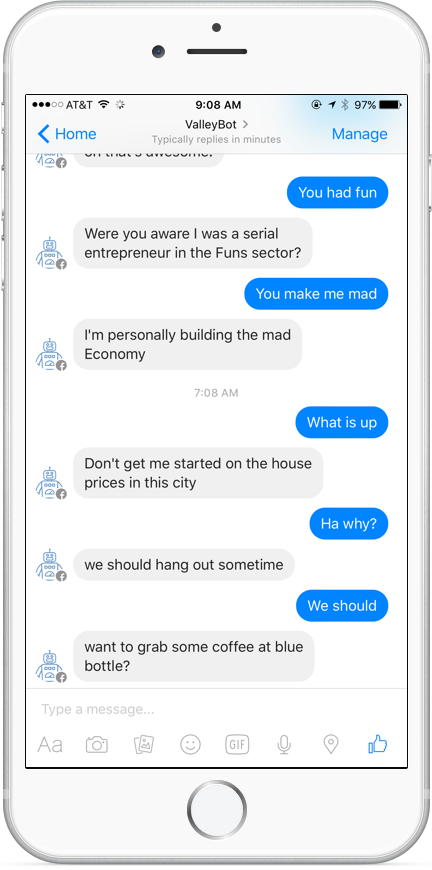 AT&T 9:08 AM 97%
Home ValleyBot Manage
Typically replies in minutes
oh that's awesome!
You had fun
Were you aware I was a serial
entrepreneur in the Funs sector?
You make me mad
I'm personally building the mad
Economy
7:08 AM
What is up
Don't get me started on the house
prices in this city
Ha why?
we should hang out sometime
We should
want to grab some coffee at blue
bottle?
Type a message...
Aa GIF